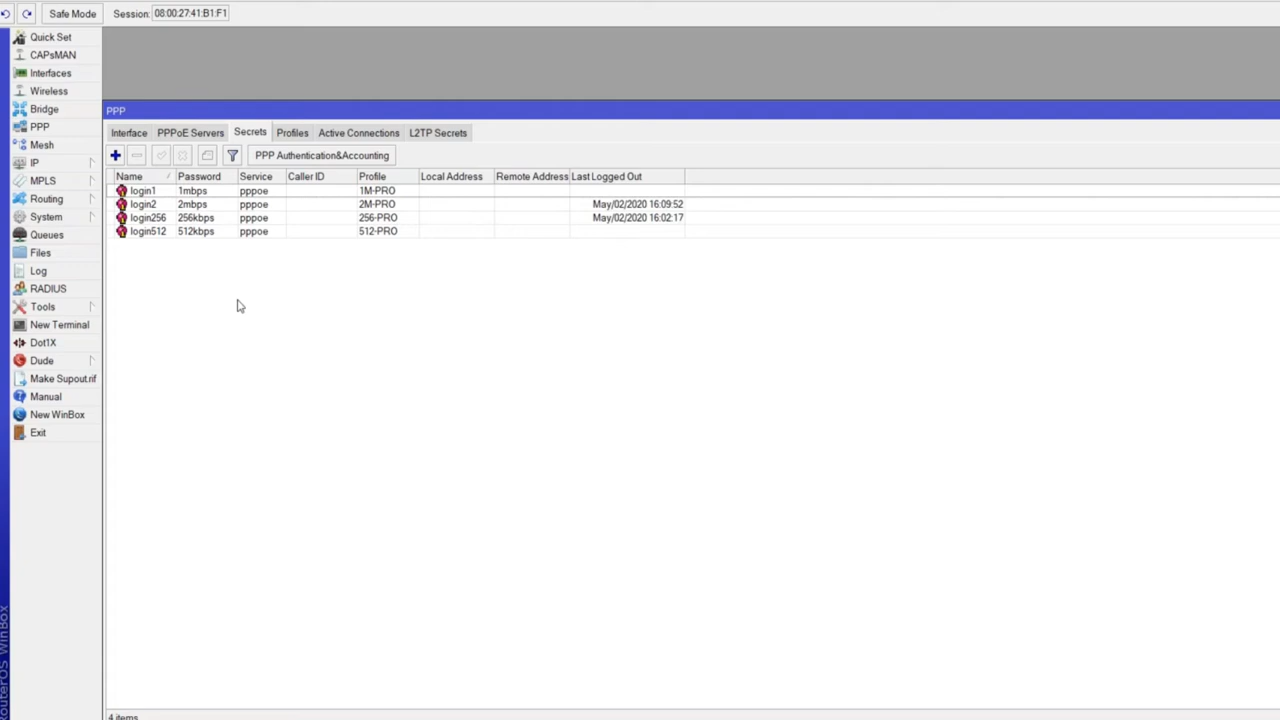 Safe Mode Session: 08:00:27:41:B1:F1
Quick Set
CAPsMAN
Interfaces
Wireless
Bridge
PPP
Mesh
IP
MPLS
Routing
System
Queues
Files
Log
RADIUS
Tools
New Terminal
Dot1X
Dude
Make Supout.rif
Manual
New WinBox
Exit
RouterOS WinBox
PPP
Interface PPPoE Servers Secrets Profiles Active Connections L2TP Secrets
PPP Authentication&Accounting
Name Password Service Caller ID Profile Local Address Remote Address Last Logged Out
login1 1mbps pppoe 1M-PRO
login2 2mbps pppoe 2M-PRO May/02/2020 16:09:52
login256 256kbps pppoe 256-PRO May/02/2020 16:02:17
login512 512kbps pppoe 512-PRO
4 items